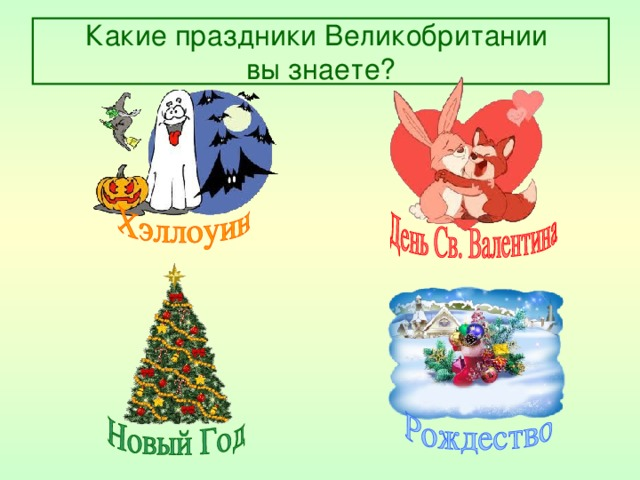 Какие праздники Великобритании
вы знаете?
Хэллоуин
День Св. Валентина
Новый Год
Рождество